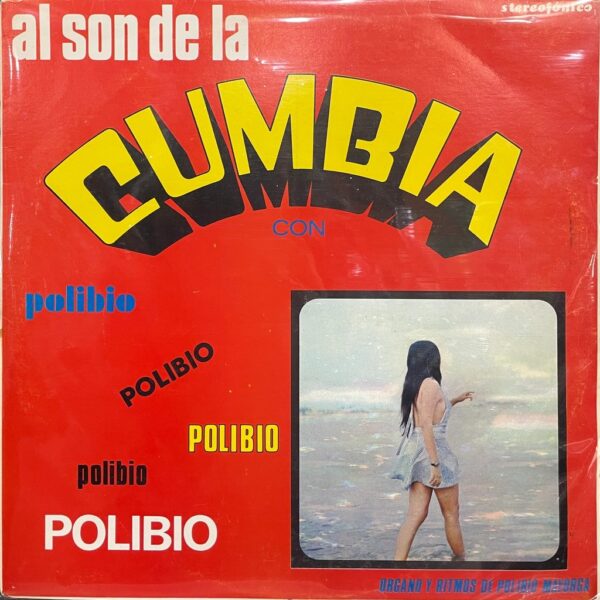 al son de la
stereofónico
CUMBIA
CON
polibio
POLIBIO
POLIBIO
polibio
POLIBIO
ORGANO Y RITMOS DE POLIBIO MAYORGA